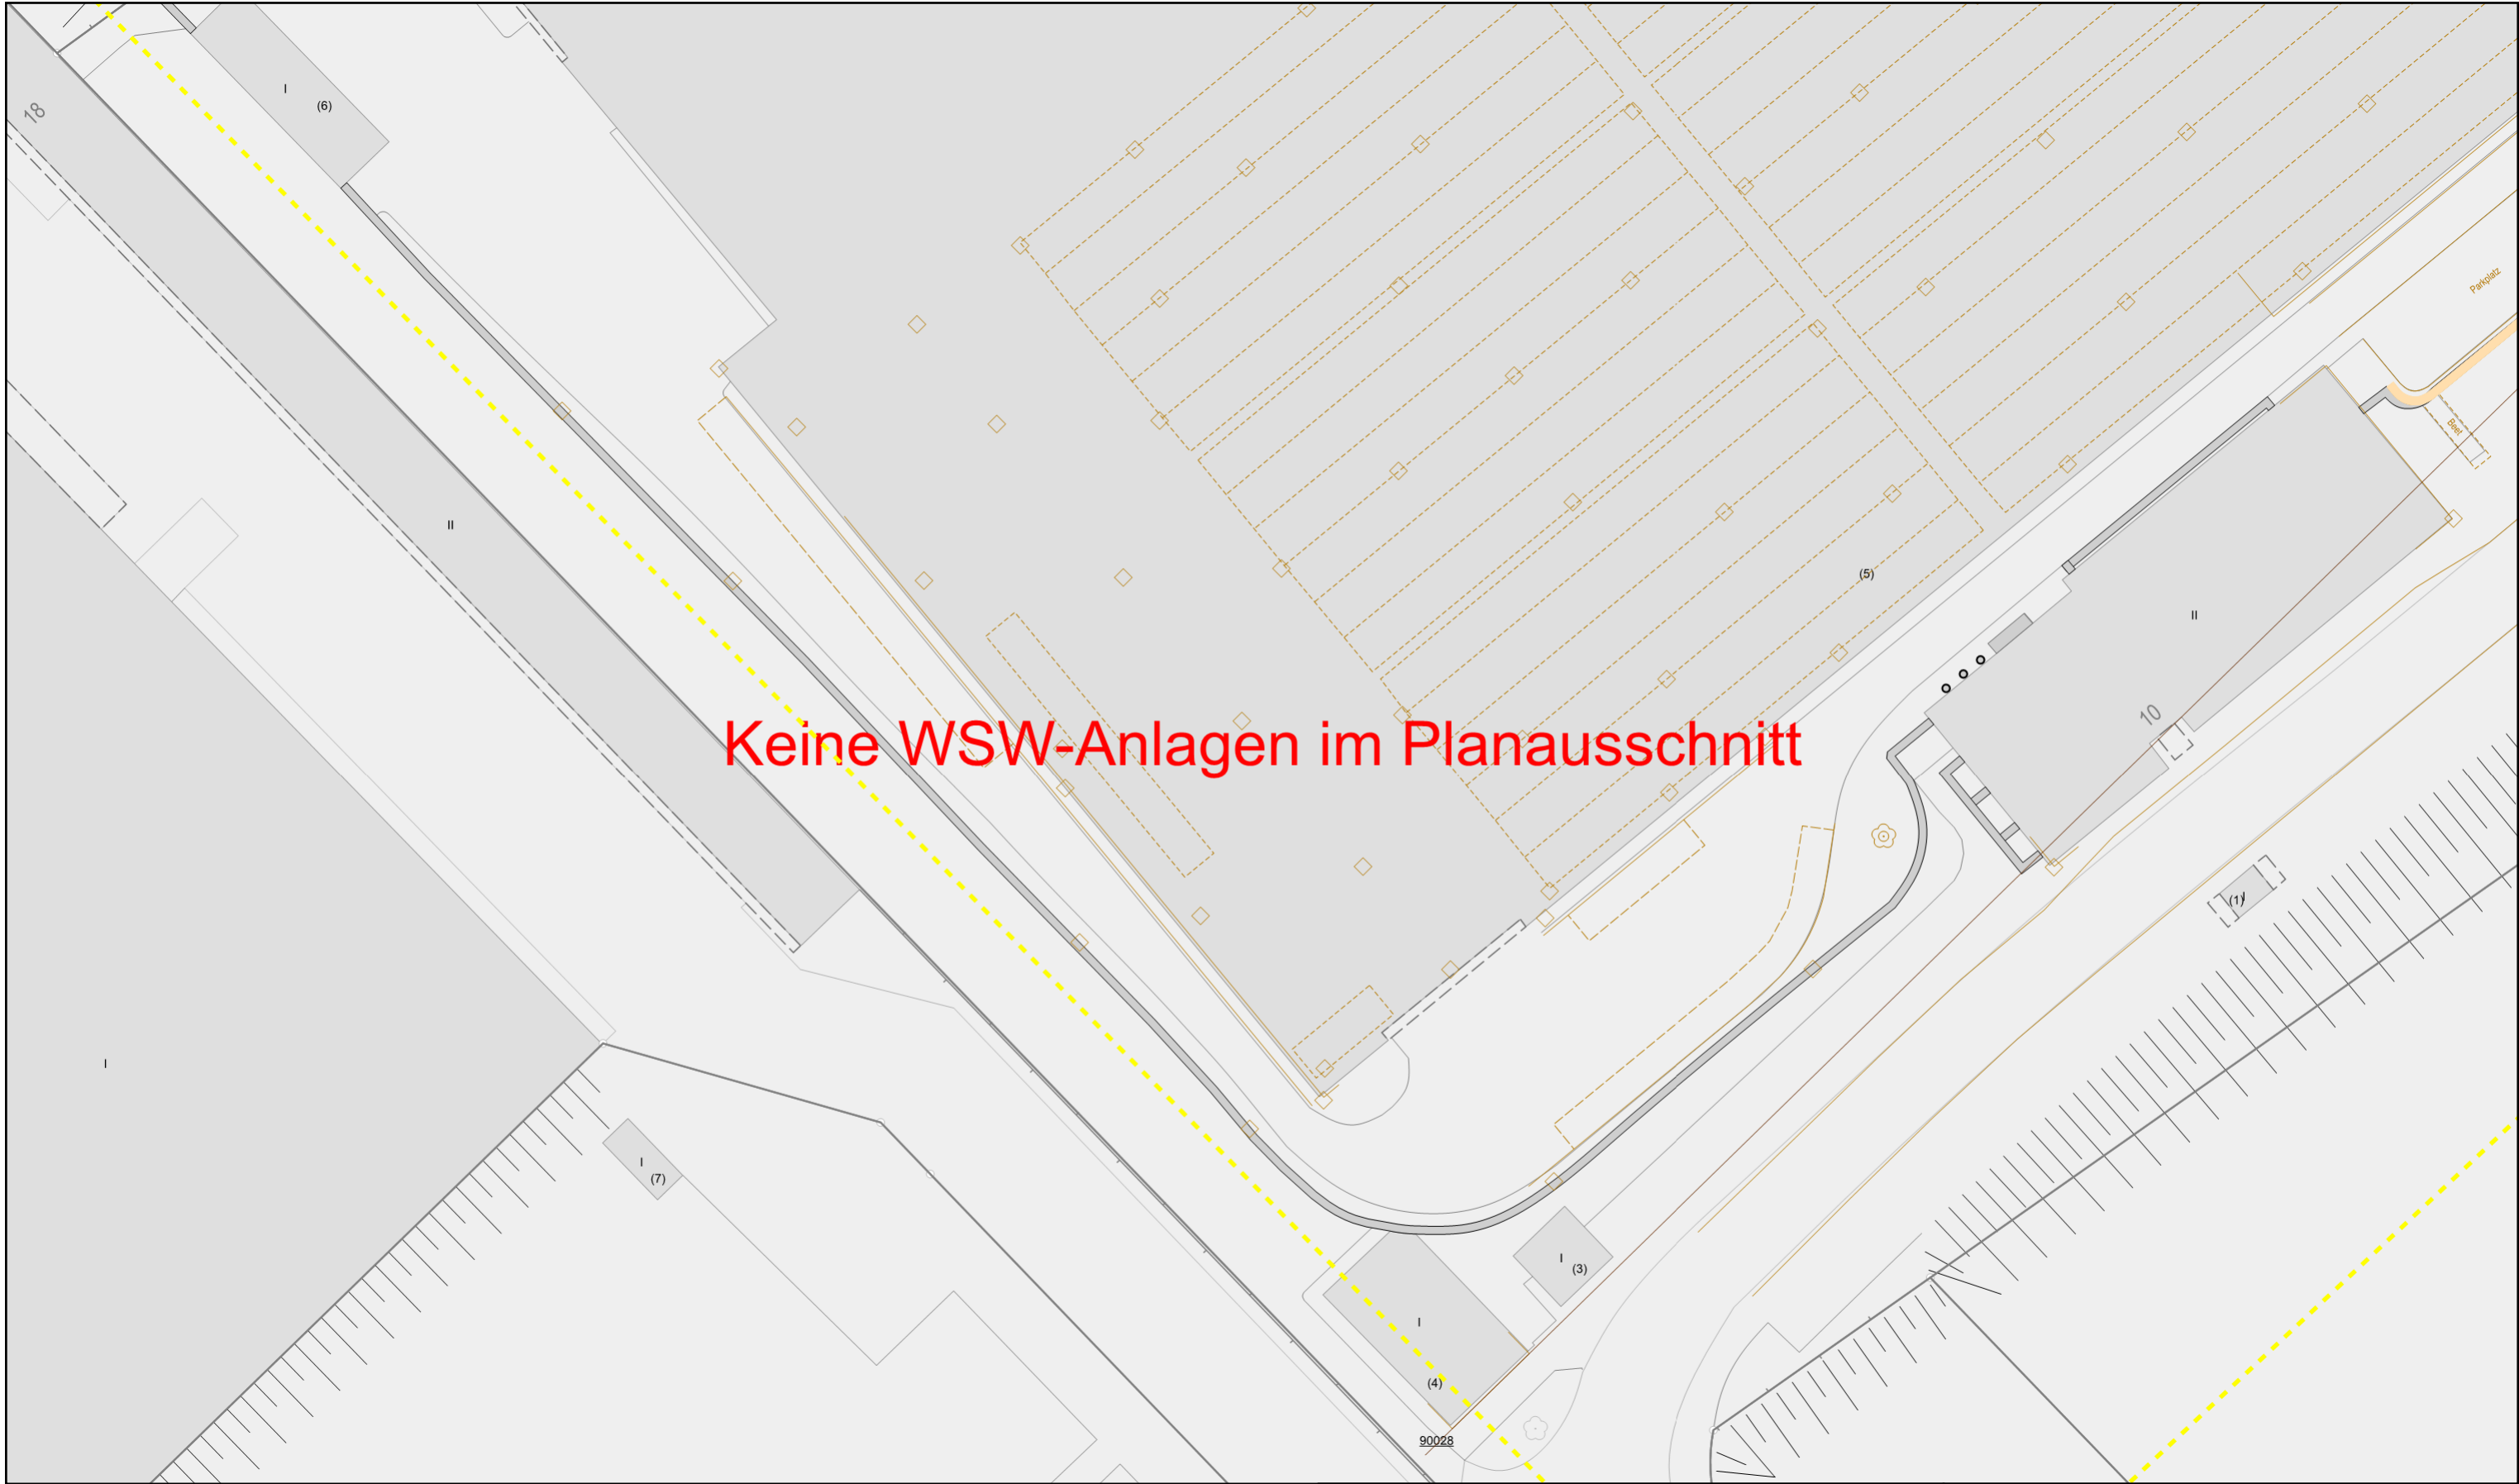 I
(6)
18
Parkplatz
Beet
II
(5)
II
10
Keine WSW-Anlagen im Planausschnitt
(1)
I
I
I
(7)
I
(3)
I
(4)
90028